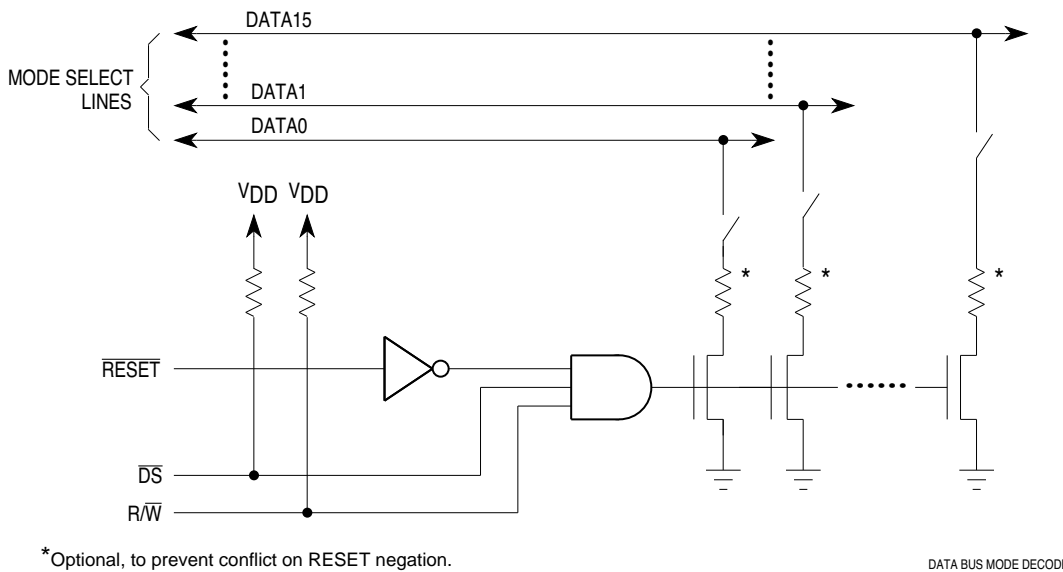 DATA15
MODE SELECT
LINES
DATA1
DATA0
VDD VDD
* * *
RESET
DS
R/W
*Optional, to prevent conflict on RESET negation.
DATA BUS MODE DECODE